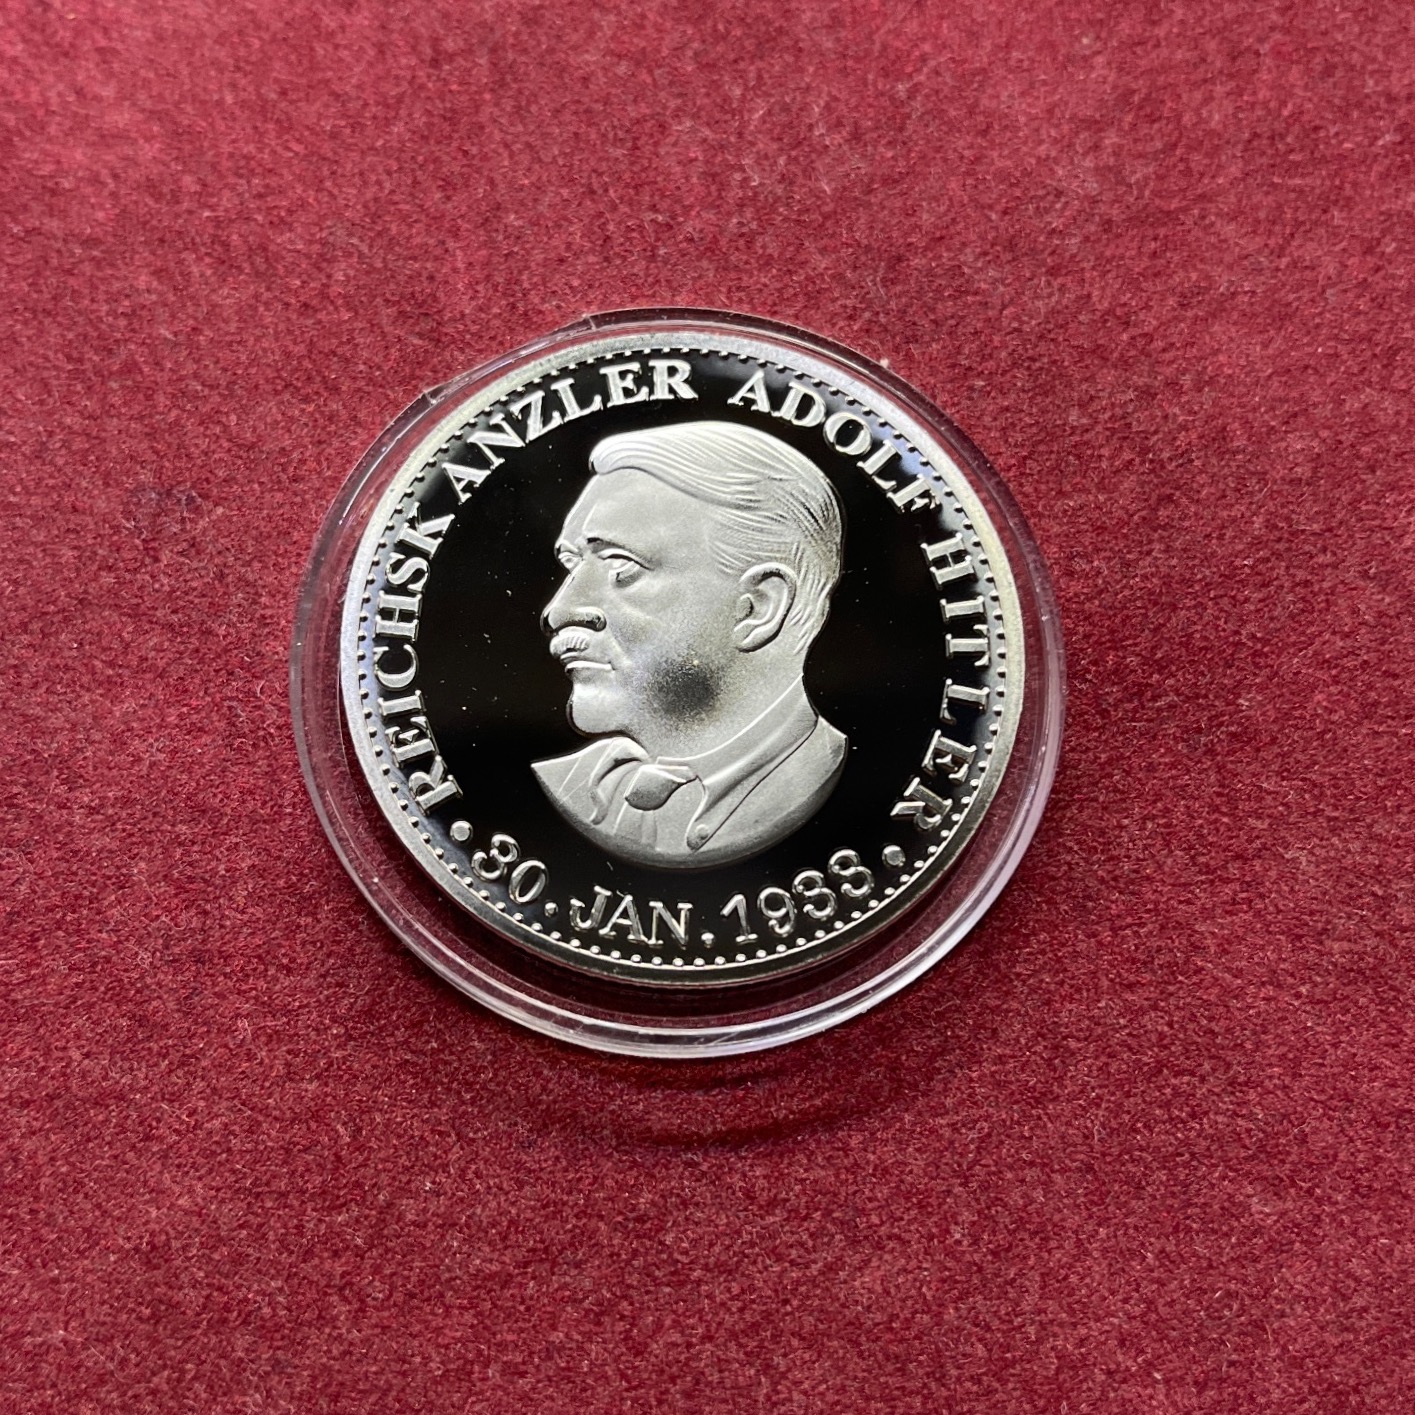 REICHSKANZLER ADOLF HITLER
• 30. JAN. 1933 •